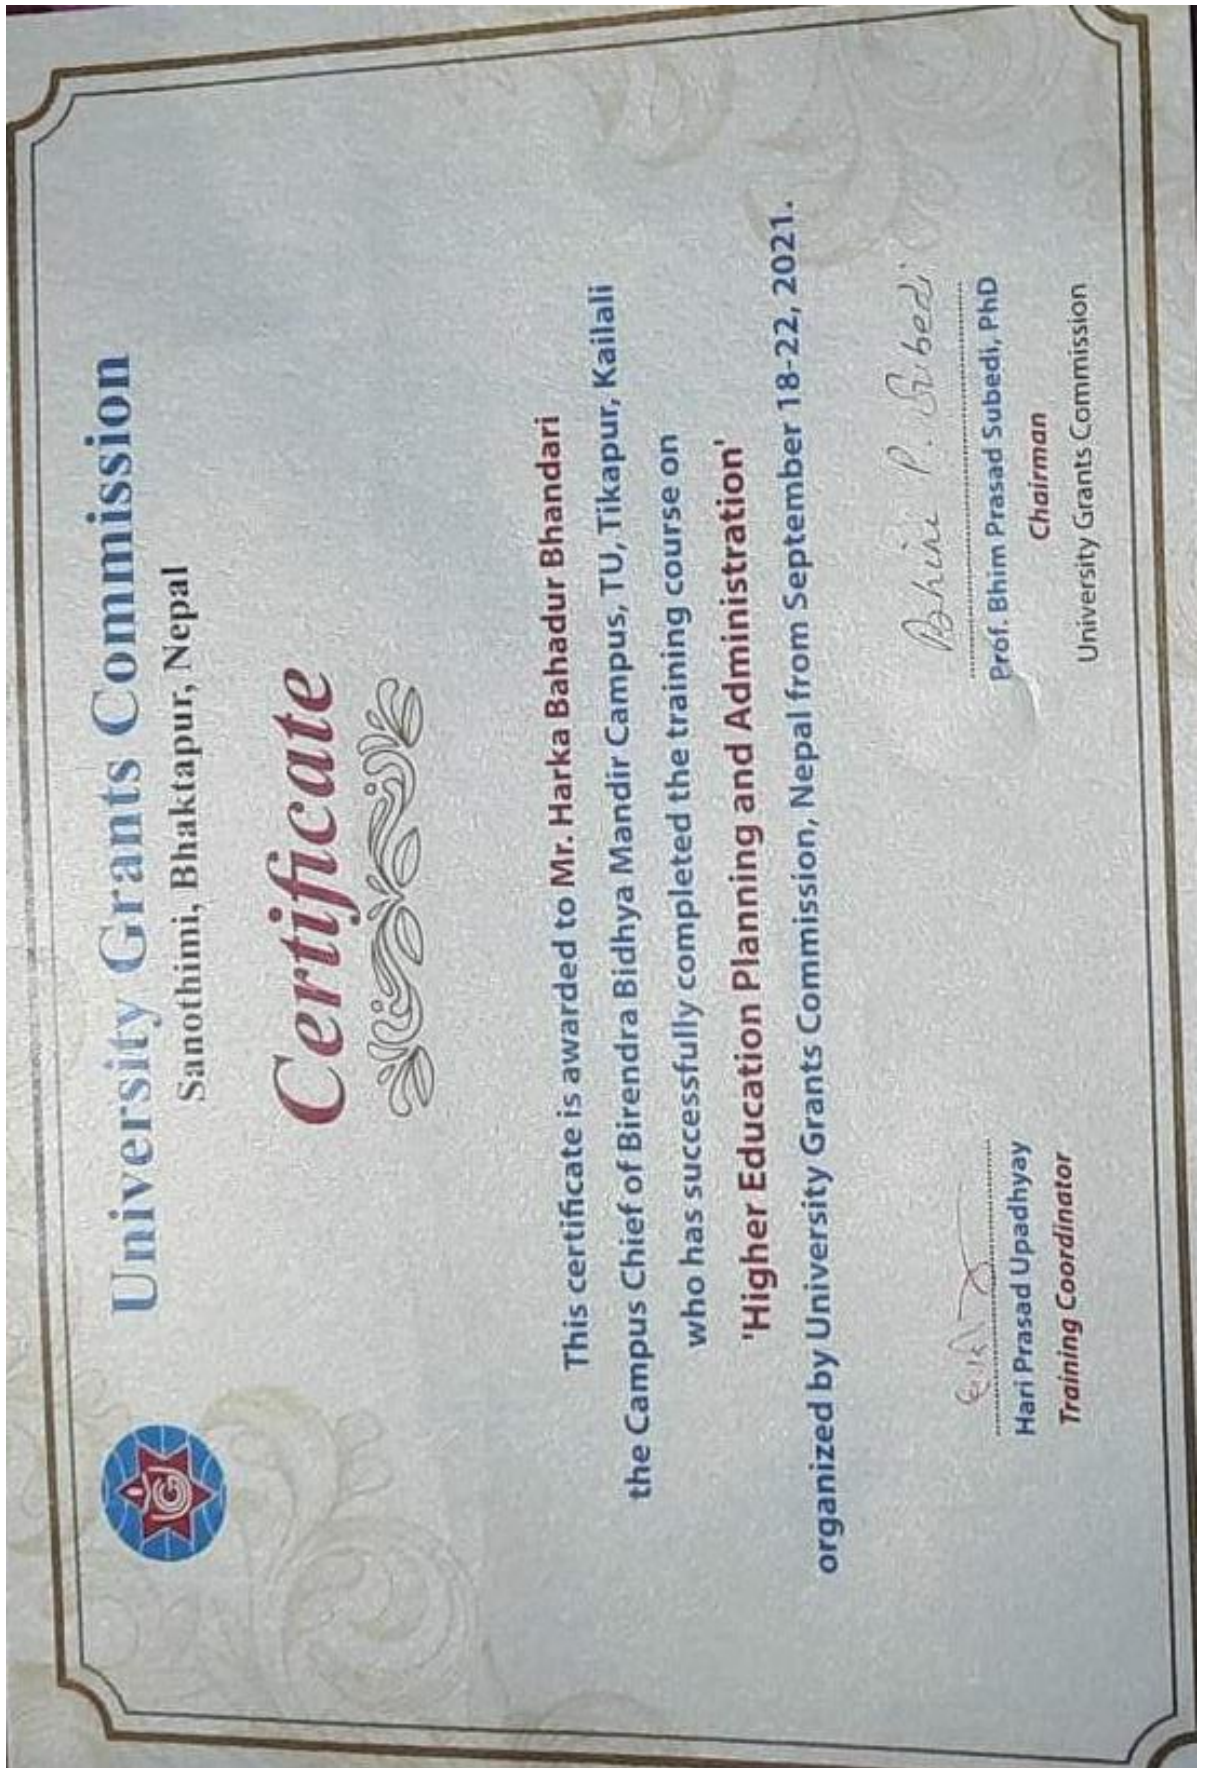 University Grants Commission
Sanothimi, Bhaktapur, Nepal
Certificate
This certificate is awarded to Mr. Harka Bahadur Bhandari
the Campus Chief of Birendra Bidhya Mandir Campus, TU, Tikapur, Kailali
who has successfully completed the training course on
'Higher Education Planning and Administration'
organized by University Grants Commission, Nepal from September 18-22, 2021.
Hari Prasad Upadhyay
Training Coordinator
Bhim P. Subedi
Prof. Bhim Prasad Subedi, PhD
Chairman
University Grants Commission